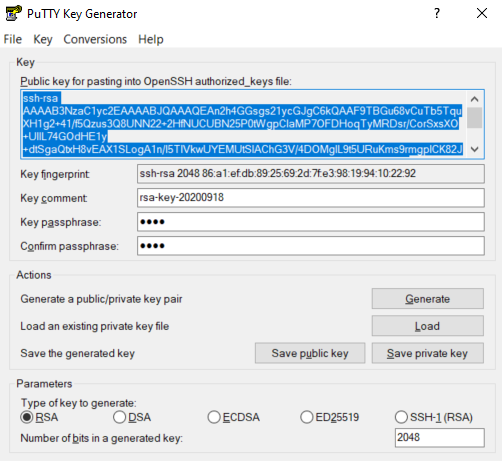 PuTTY Key Generator
File Key Conversions Help
Key
Public key for pasting into OpenSSH authorized_keys file:
ssh-rsa
AAAAB3NzaC1yc2EAAAABJQAAAQEAn2h4GGsgs21ycGJgC6kQAAF9TBGu68vCuTb5Tqu
XH1g2+41/f5Qzus3Q8UNN22+2HfNUCUBN25P0tWgpClaMP7OFDHoqTyMRDsr/CorSxsXO
+UIlL74GOdHE1y
+dtSgaQtxH8vEAX1SLogA1n/I5TIVkwUYEMUtSlAChG3V/4DOMglL9t5URuKms9rmgplCK82J
Key fingerprint: ssh-rsa 2048 86:a1:ef:db:89:25:69:2d:7f:e3:98:19:94:10:22:92
Key comment: rsa-key-20200918
Key passphrase: ••••
Confirm passphrase: ••••
Actions
Generate a public/private key pair Generate
Load an existing private key file Load
Save the generated key Save public key Save private key
Parameters
Type of key to generate:
RSA DSA ECDSA ED25519 SSH-1 (RSA)
Number of bits in a generated key: 2048